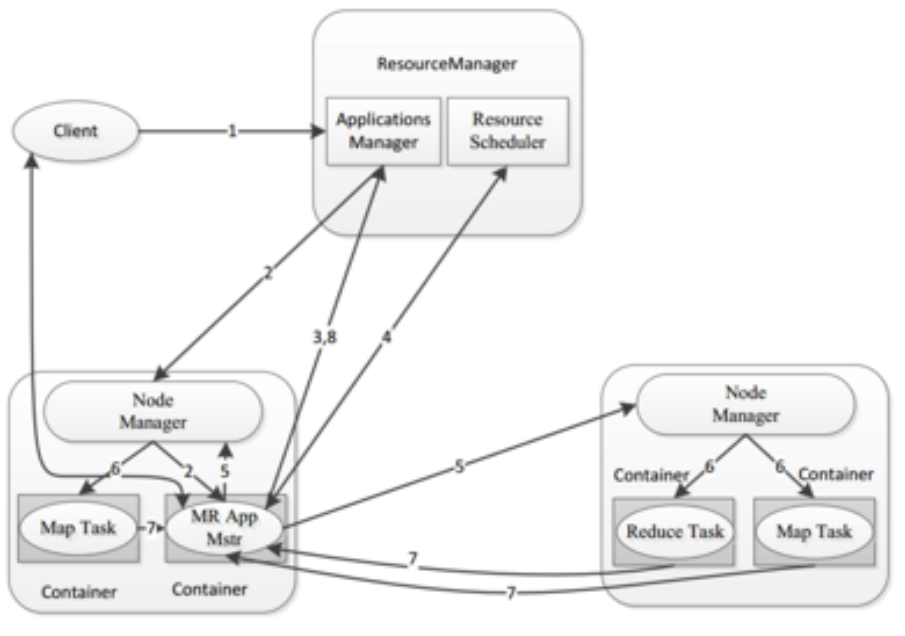 ResourceManager
Client
1
Applications
Manager
Resource
Scheduler
2
3,8
4
Node
Manager
6
2
5
Map Task
7
MR App
Mstr
Container
Container
5
Node
Manager
Container
6
6
Container
Reduce Task
Map Task
7
7